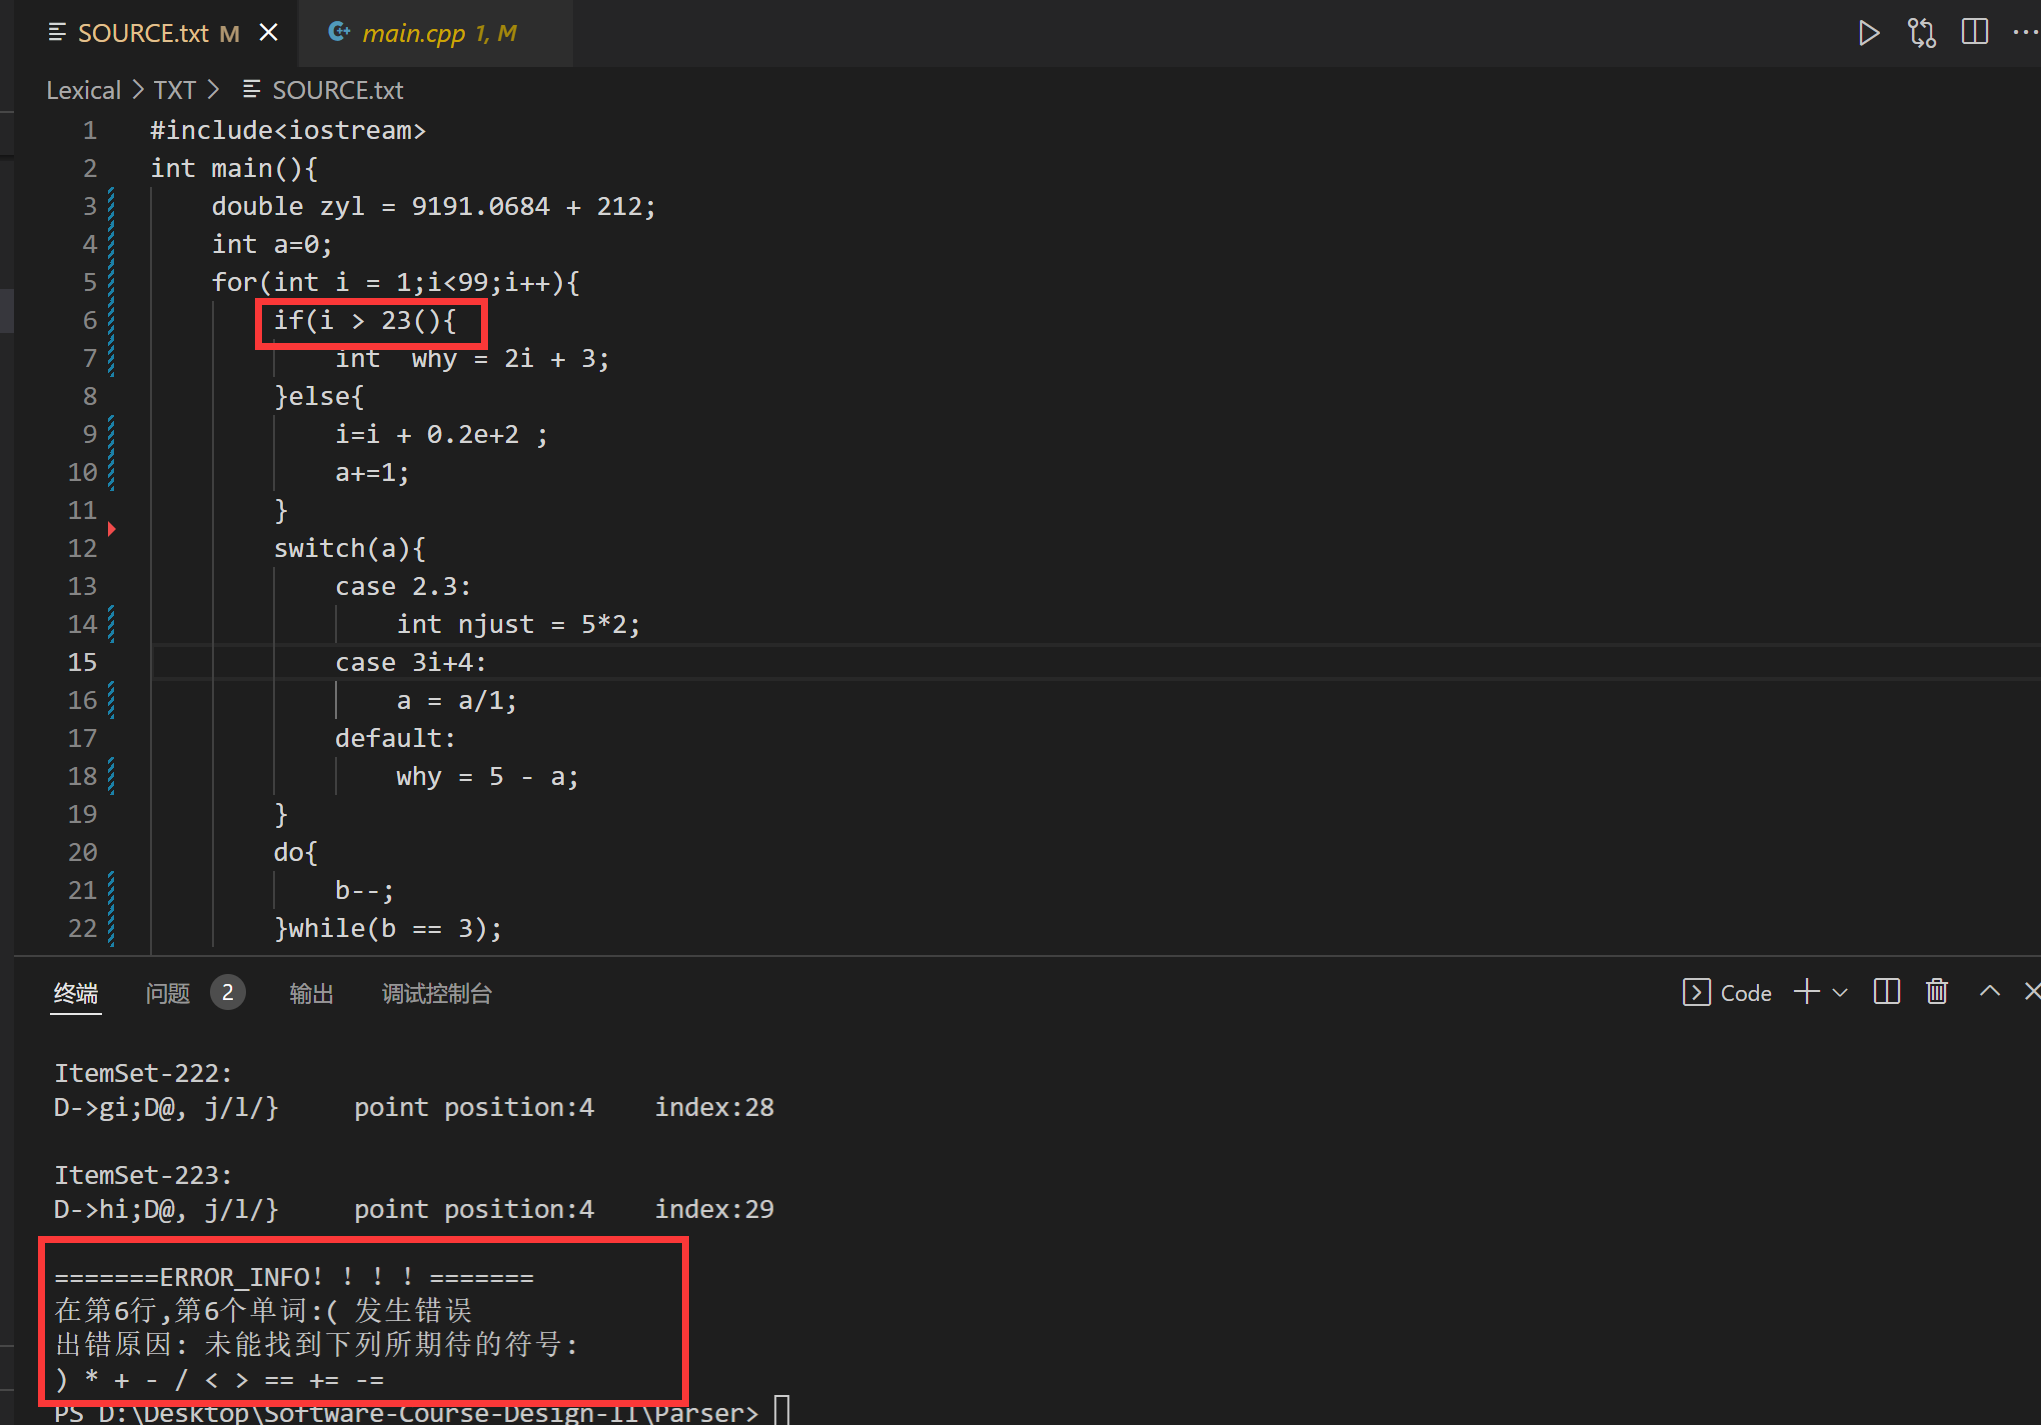 SOURCE.txt M
main.cpp 1, M
Lexical > TXT > SOURCE.txt
1 #include<iostream>
2 int main(){
3 double zyl = 9191.0684 + 212;
4 int a=0;
5 for(int i = 1;i<99;i++){
6 if(i > 23(){
7 int  why = 2i + 3;
8 }else{
9 i=i + 0.2e+2 ;
10 a+=1;
11 }
12 switch(a){
13 case 2.3:
14 int njust = 5*2;
15 case 3i+4:
16 a = a/1;
17 default:
18 why = 5 - a;
19 }
20 do{
21 b--;
22 }while(b == 3);
终端 问题 2 输出 调试控制台 Code
ItemSet-222:
D->gi;D@, j/l/} point position:4 index:28
ItemSet-223:
D->hi;D@, j/l/} point position:4 index:29
=======ERROR_INFO！！！！=======
在第6行,第6个单词:( 发生错误
出错原因: 未能找到下列所期待的符号:
) * + - / < > == += -=
PS D:\Desktop\Software-Course-Design-II\Parser>